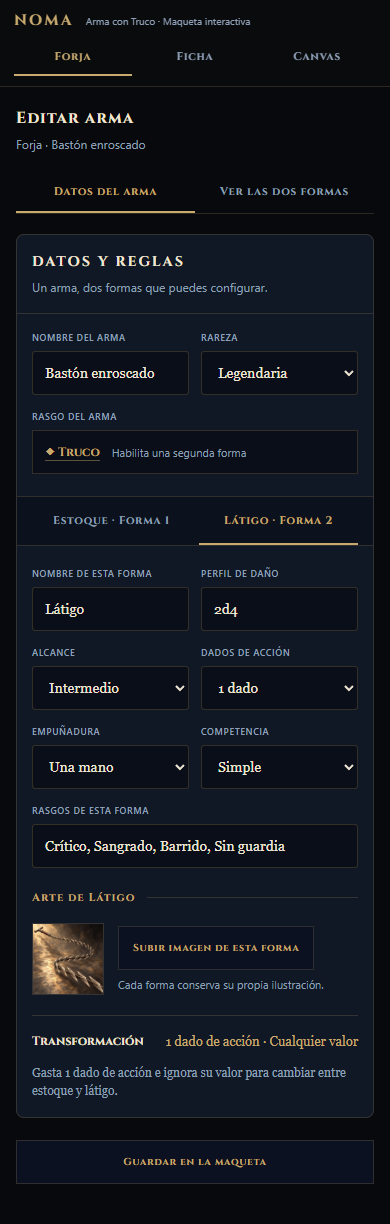 NOMA Arma con Truco · Maqueta interactiva
Forja Ficha Canvas
Editar arma
Forja · Bastón enroscado
Datos del arma Ver las dos formas
Datos y reglas
Un arma, dos formas que puedes configurar.
NOMBRE DEL ARMA RAREZA
Bastón enroscado Legendaria
RASGO DEL ARMA
◆ Truco Habilita una segunda forma
Estoque · Forma 1 Látigo · Forma 2
NOMBRE DE ESTA FORMA PERFIL DE DAÑO
Látigo 2d4
ALCANCE DADOS DE ACCIÓN
Intermedio 1 dado
EMPUÑADURA COMPETENCIA
Una mano Simple
RASGOS DE ESTA FORMA
Crítico, Sangrado, Barrido, Sin guardia
Arte de Látigo
Subir imagen de esta forma
Cada forma conserva su propia ilustración.
Transformación 1 dado de acción · Cualquier valor
Gasta 1 dado de acción e ignora su valor para cambiar entre
estoque y látigo.
Guardar en la maqueta